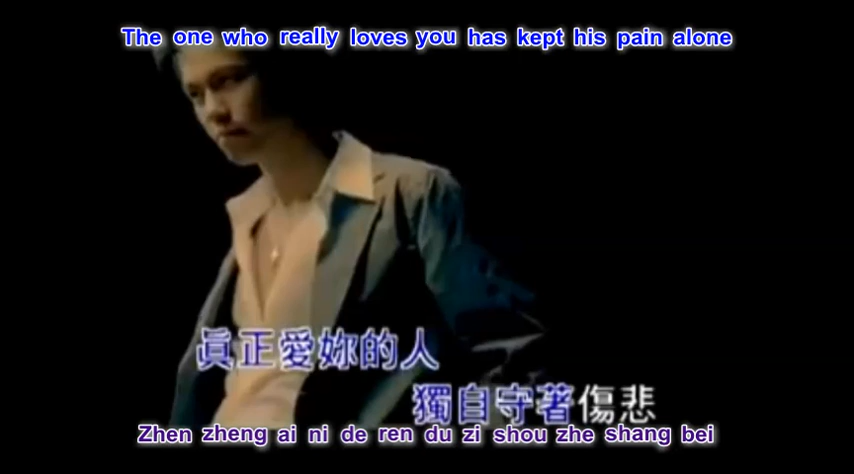 The one who really loves you has kept his pain alone
眞正愛妳的人
獨自守著傷悲
Zhen zheng ai ni de ren du zi shou zhe shang bei